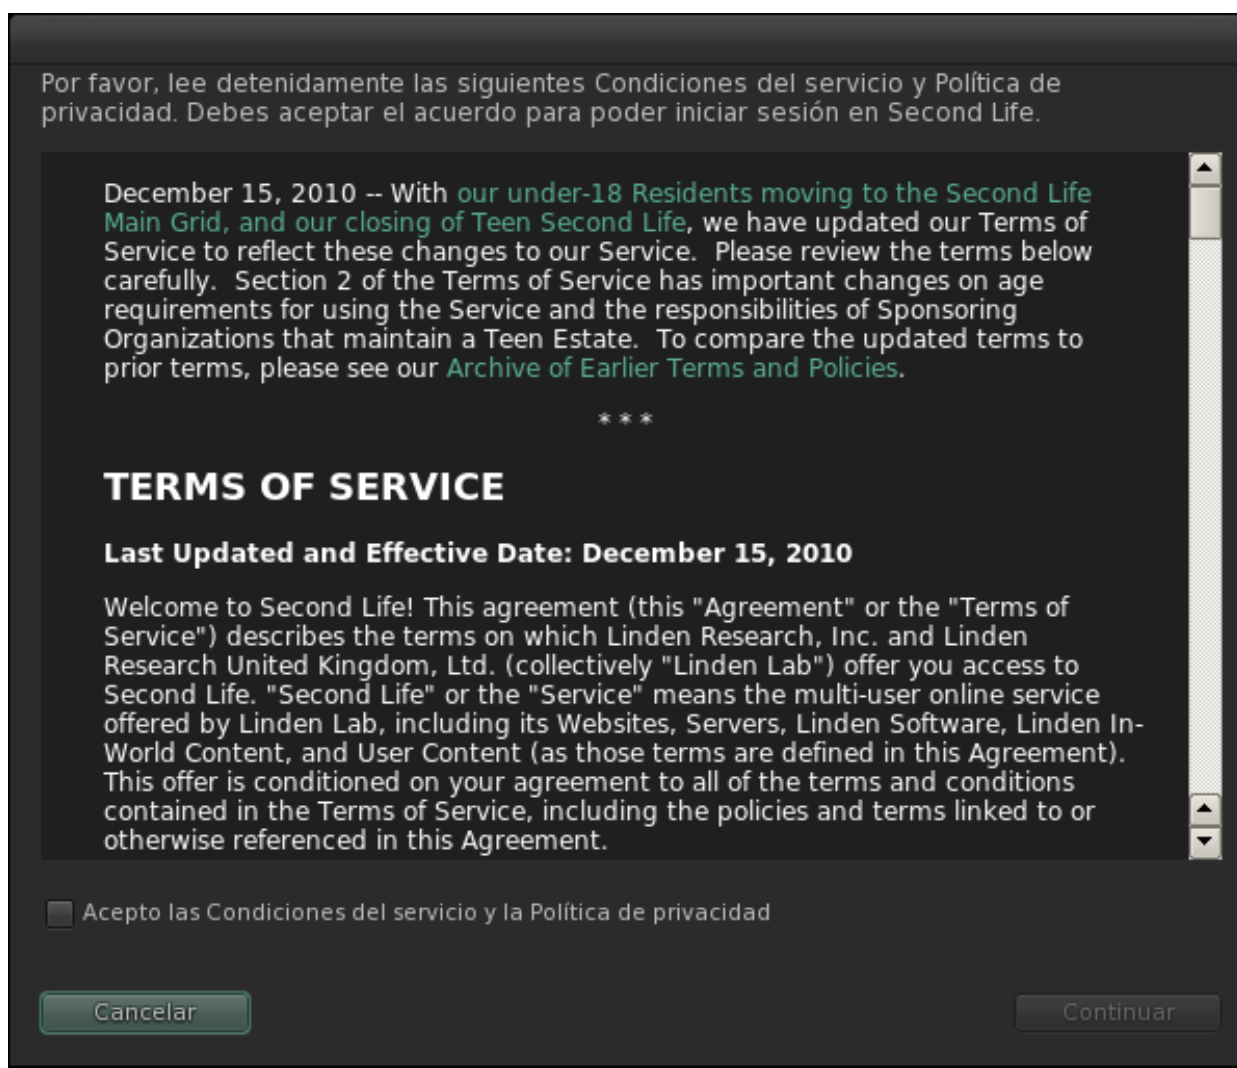 Por favor, lee detenidamente las siguientes Condiciones del servicio y Política de
privacidad. Debes aceptar el acuerdo para poder iniciar sesión en Second Life.
December 15, 2010 -- With our under-18 Residents moving to the Second Life
Main Grid, and our closing of Teen Second Life, we have updated our Terms of
Service to reflect these changes to our Service.  Please review the terms below
carefully.  Section 2 of the Terms of Service has important changes on age
requirements for using the Service and the responsibilities of Sponsoring
Organizations that maintain a Teen Estate.  To compare the updated terms to
prior terms, please see our Archive of Earlier Terms and Policies.
* * *
TERMS OF SERVICE
Last Updated and Effective Date: December 15, 2010
Welcome to Second Life! This agreement (this "Agreement" or the "Terms of
Service") describes the terms on which Linden Research, Inc. and Linden
Research United Kingdom, Ltd. (collectively "Linden Lab") offer you access to
Second Life. "Second Life" or the "Service" means the multi-user online service
offered by Linden Lab, including its Websites, Servers, Linden Software, Linden In-
World Content, and User Content (as those terms are defined in this Agreement).
This offer is conditioned on your agreement to all of the terms and conditions
contained in the Terms of Service, including the policies and terms linked to or
otherwise referenced in this Agreement.
Acepto las Condiciones del servicio y la Política de privacidad
Cancelar
Continuar